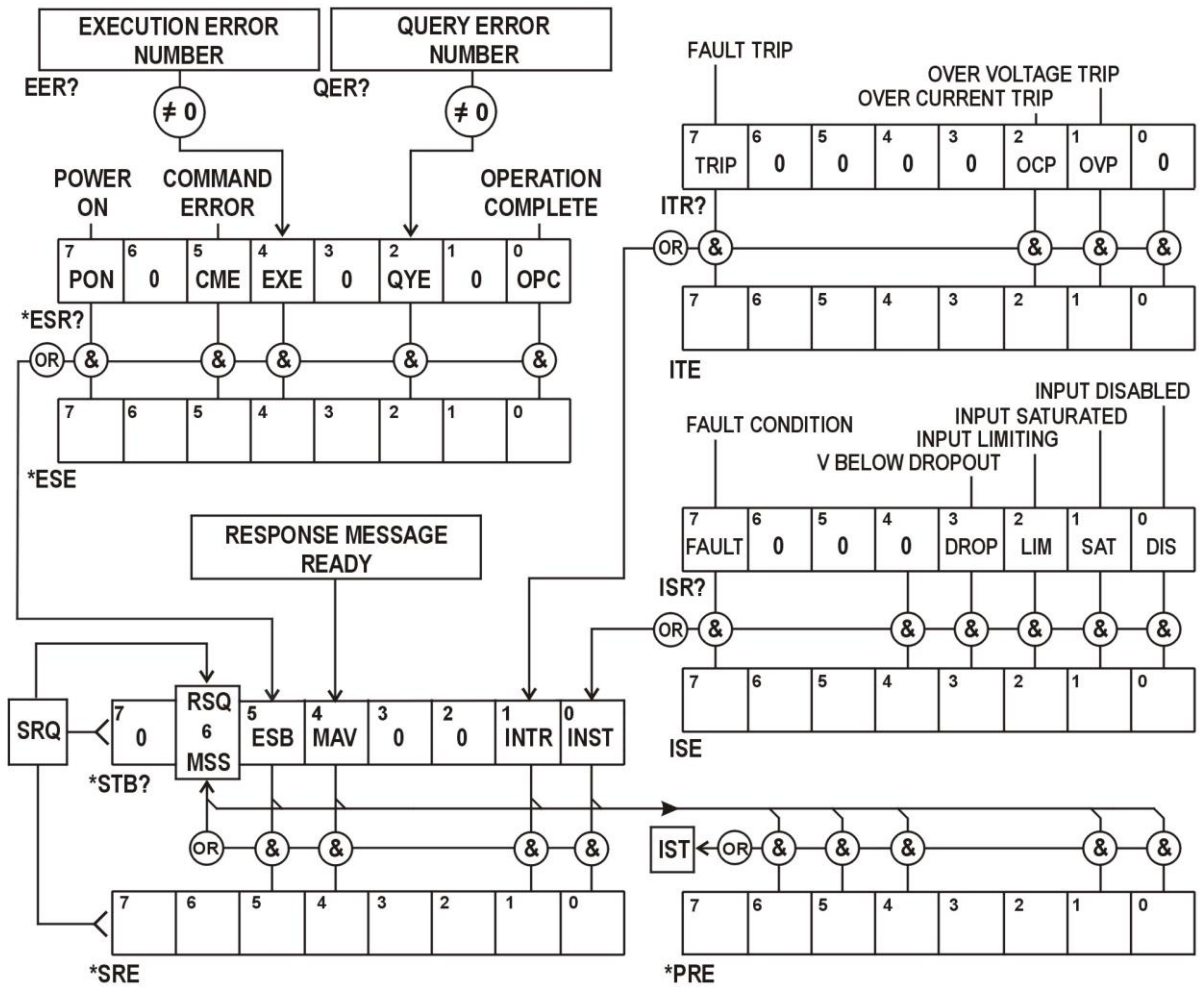 EXECUTION ERROR
NUMBER
QUERY ERROR
NUMBER
EER?
QER?
≠ 0
≠ 0
POWER
ON
COMMAND
ERROR
OPERATION
COMPLETE
7 6 5 4 3 2 1 0
PON 0 CME EXE 0 QYE 0 OPC
*ESR?
OR & & & & &
7 6 5 4 3 2 1 0
*ESE
RESPONSE MESSAGE
READY
SRQ
7 RSQ 5 4 3 2 1 0
0 6 ESB MAV 0 0 INTR INST
MSS
*STB?
OR & & & &
7 6 5 4 3 2 1 0
*SRE
FAULT TRIP
OVER VOLTAGE TRIP
OVER CURRENT TRIP
7 6 5 4 3 2 1 0
TRIP 0 0 0 0 OCP OVP 0
ITR?
OR & & & &
7 6 5 4 3 2 1 0
ITE
INPUT DISABLED
INPUT SATURATED
FAULT CONDITION
INPUT LIMITING
V BELOW DROPOUT
7 6 5 4 3 2 1 0
FAULT 0 0 0 DROP LIM SAT DIS
ISR?
OR & & & & & &
7 6 5 4 3 2 1 0
ISE
IST OR & & & & &
7 6 5 4 3 2 1 0
*PRE